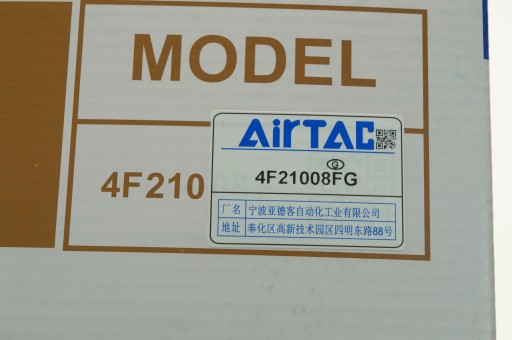 MODEL
4F210
AirTAC
G
4F21008FG
厂名 宁波亚德客自动化工业有限公司
地址 奉化区高新技术园区四明东路88号